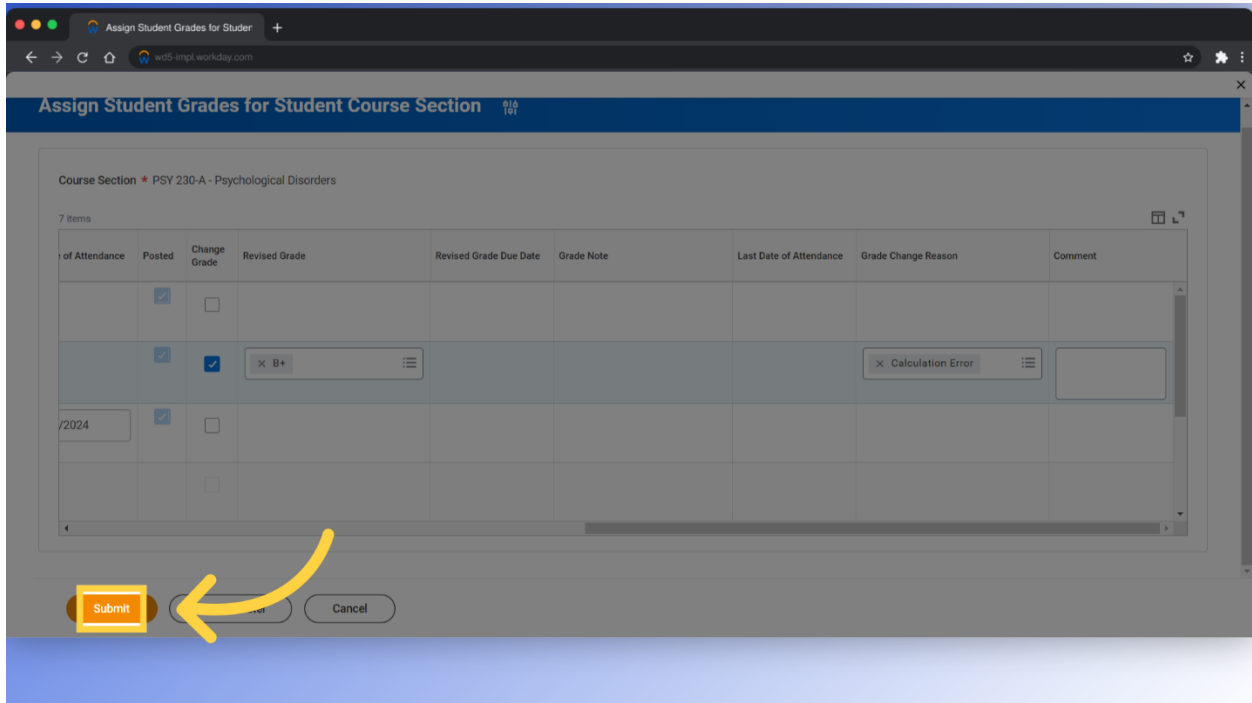 Assign Student Grades for Studen
wd5-impl.workday.com
Assign Student Grades for Student Course Section
Course Section * PSY 230-A - Psychological Disorders
7 items
of Attendance Posted Change Grade Revised Grade Revised Grade Due Date Grade Note Last Date of Attendance Grade Change Reason Comment
B+ Calculation Error
/2024
Submit Cancel